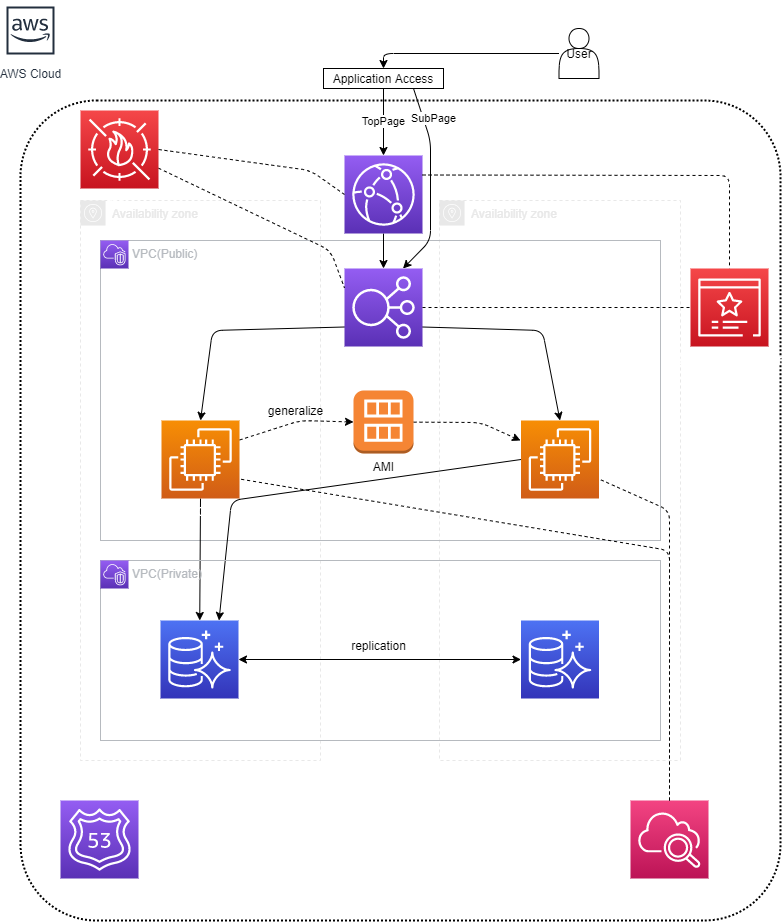 aws
AWS Cloud
User
Application Access
TopPage
SubPage
Availability zone
Availability zone
VPC(Public)
generalize
AMI
VPC(Private)
replication
53